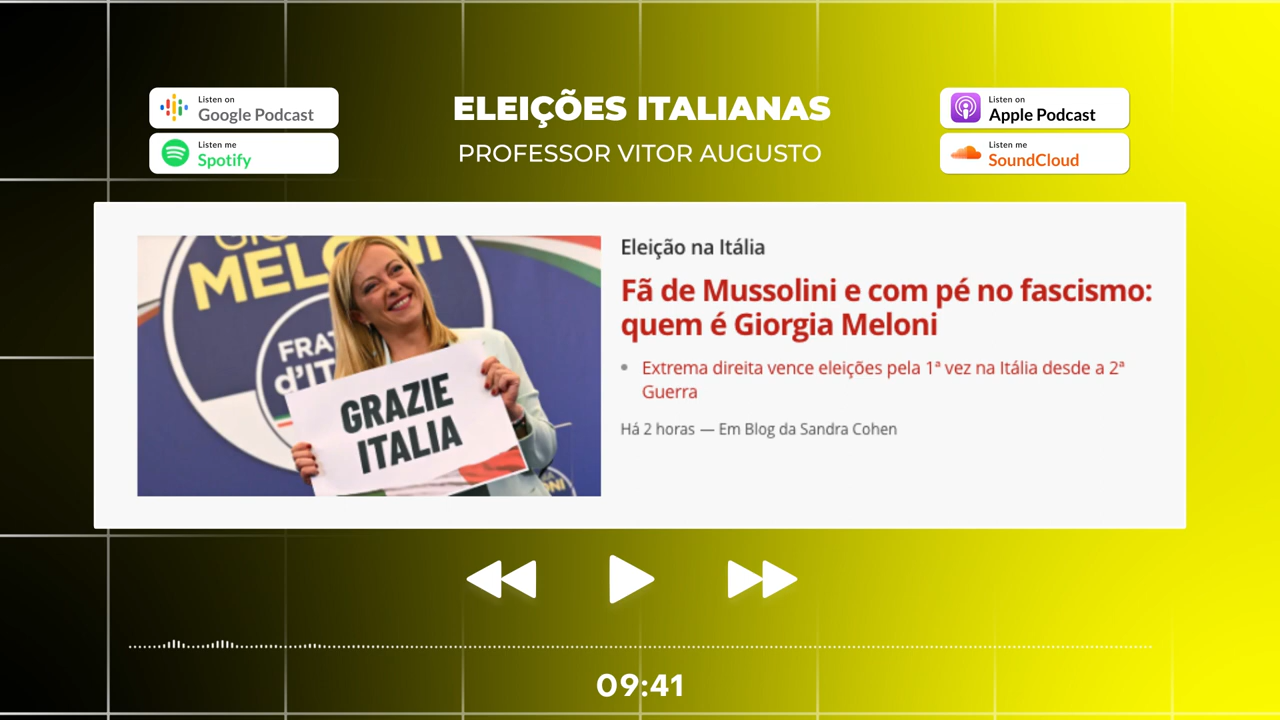 Listen on
Google Podcast
Listen me
Spotify
ELEIÇÕES ITALIANAS
PROFESSOR VITOR AUGUSTO
Listen on
Apple Podcast
Listen me
SoundCloud
MELONI
FRAT
d'IT
GRAZIE
ITALIA
Eleição na Itália
Fã de Mussolini e com pé no fascismo:
quem é Giorgia Meloni
Extrema direita vence eleições pela 1ª vez na Itália desde a 2ª
Guerra
Há 2 horas — Em Blog da Sandra Cohen
09:41